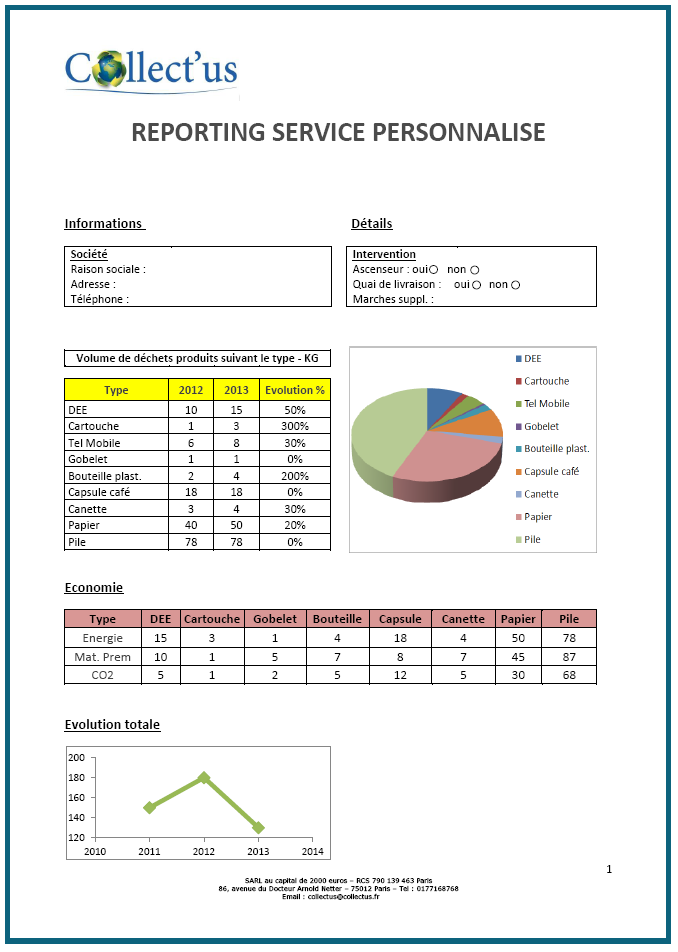 Collect'us
REPORTING SERVICE PERSONNALISE
Informations
Société
Raison sociale :
Adresse :
Téléphone :
Détails
Intervention
Ascenseur : oui non
Quai de livraison : oui non
Marches suppl. :
Volume de déchets produits suivant le type - KG
Type 2012 2013 Evolution %
DEE 10 15 50%
Cartouche 1 3 300%
Tel Mobile 6 8 30%
Gobelet 1 1 0%
Bouteille plast. 2 4 200%
Capsule café 18 18 0%
Canette 3 4 30%
Papier 40 50 20%
Pile 78 78 0%
DEE
Cartouche
Tel Mobile
Gobelet
Bouteille plast.
Capsule café
Canette
Papier
Pile
Economie
Type DEE Cartouche Gobelet Bouteille Capsule Canette Papier Pile
Energie 15 3 1 4 18 4 50 78
Mat. Prem 10 1 5 7 8 7 45 87
CO2 5 1 2 5 12 5 30 68
Evolution totale
200
180
160
140
120
2010 2011 2012 2013 2014
1
SARL au capital de 2000 euros – RCS 790 139 463 Paris
86, avenue du Docteur Arnold Netter – 75012 Paris – Tel : 0177168768
Email : collectus@collectus.fr